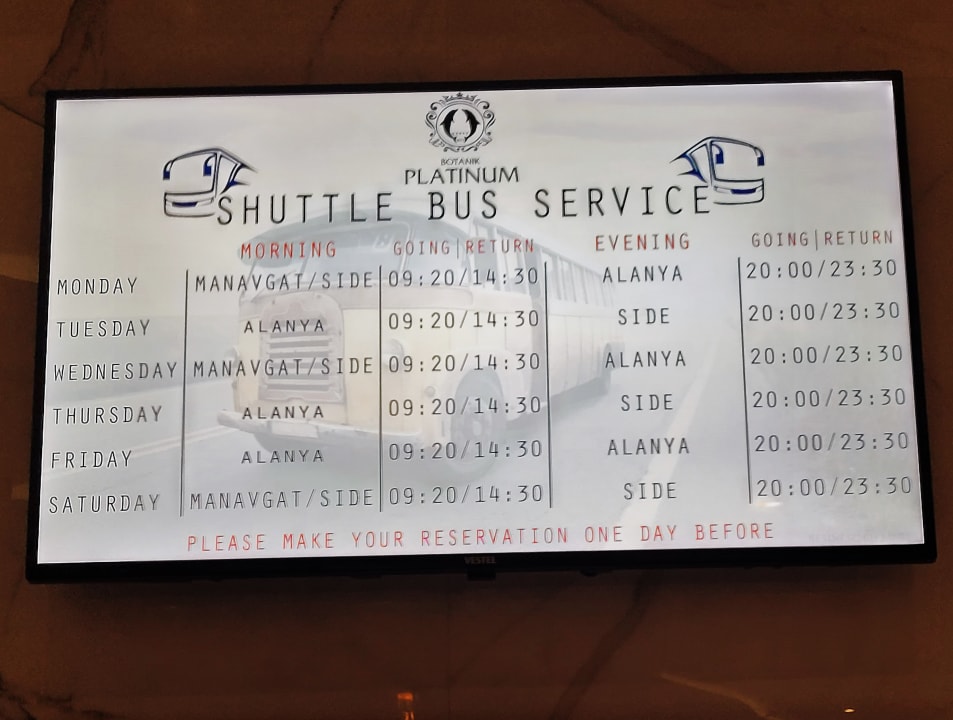 BOTANIK
PLATINUM
SHUTTLE BUS SERVICE
MORNING GOING|RETURN EVENING GOING|RETURN
MONDAY MANAVGAT/SIDE 09:20/14:30 ALANYA 20:00/23:30
TUESDAY ALANYA 09:20/14:30 SIDE 20:00/23:30
WEDNESDAY MANAVGAT/SIDE 09:20/14:30 ALANYA 20:00/23:30
THURSDAY ALANYA 09:20/14:30 SIDE 20:00/23:30
FRIDAY ALANYA 09:20/14:30 ALANYA 20:00/23:30
SATURDAY MANAVGAT/SIDE 09:20/14:30 SIDE 20:00/23:30
PLEASE MAKE YOUR RESERVATION ONE DAY BEFORE
VESTEL